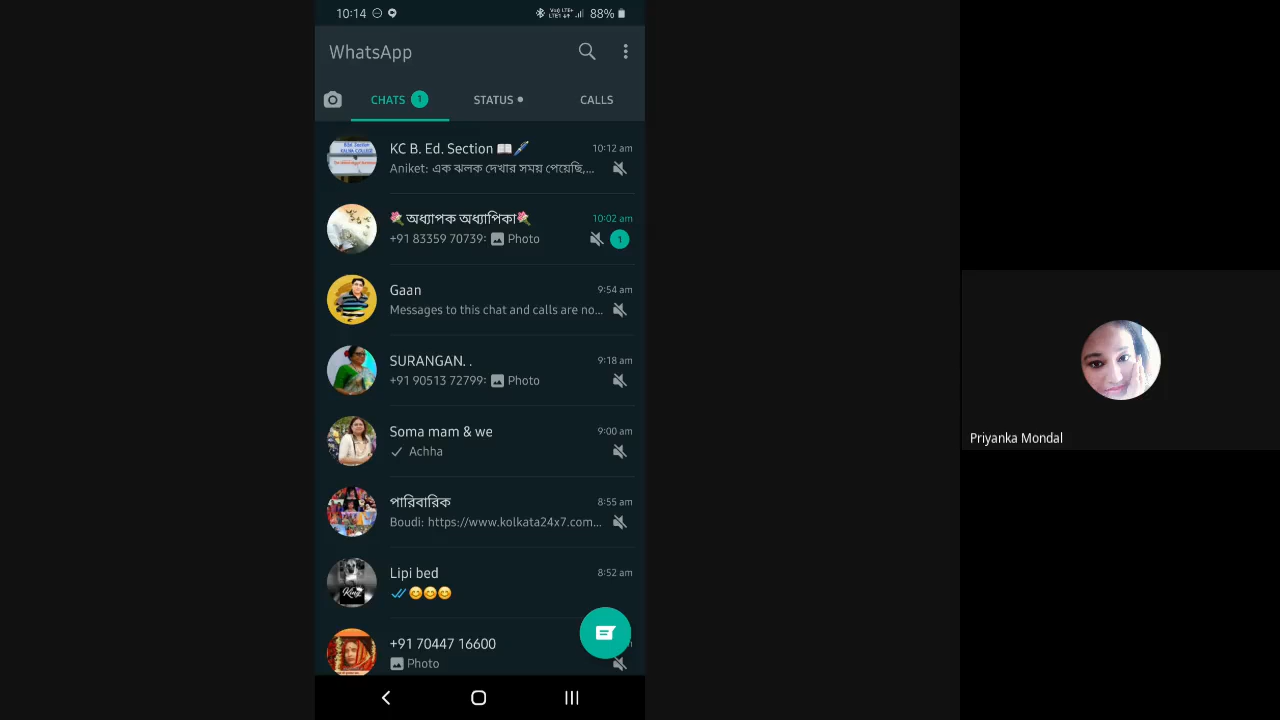 10:14
88%
WhatsApp
CHATS 1
STATUS
CALLS
KC B. Ed. Section 📖🖋️ 10:12 am
Aniket: এক ঝলক দেখার সময় পেয়েছি,...
🌷অধ্যাপক অধ্যাপিকা🌷 10:02 am
+91 83359 70739: Photo 1
Gaan 9:54 am
Messages to this chat and calls are no...
SURANGAN. . 9:18 am
+91 90513 72799: Photo
Soma mam & we 9:00 am
Achha
পারিবারিক 8:55 am
Boudi: https://www.kolkata24x7.com...
Lipi bed 8:52 am
😋😋😋
+91 70447 16600
Photo
Priyanka Mondal